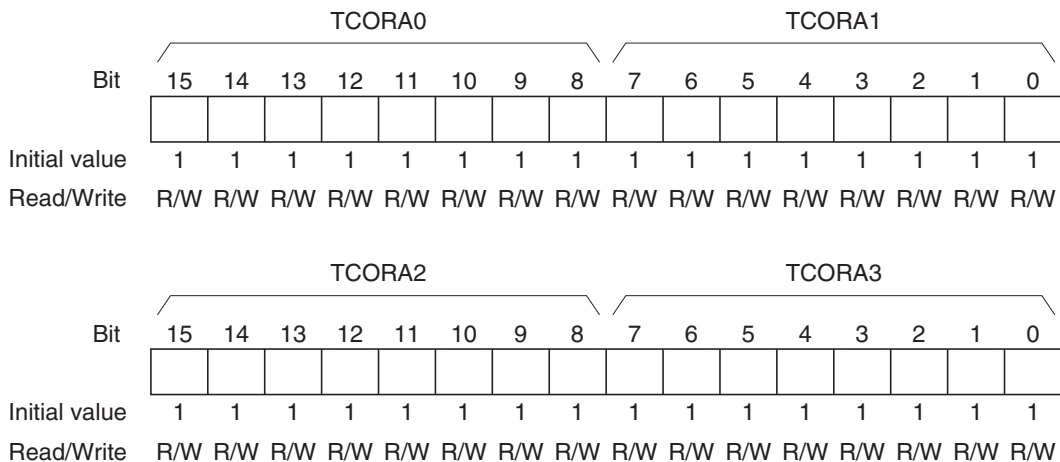 TCORA0 TCORA1
Bit 15 14 13 12 11 10 9 8 7 6 5 4 3 2 1 0
Initial value 1 1 1 1 1 1 1 1 1 1 1 1 1 1 1 1
Read/Write R/W R/W R/W R/W R/W R/W R/W R/W R/W R/W R/W R/W R/W R/W R/W R/W
TCORA2 TCORA3
Bit 15 14 13 12 11 10 9 8 7 6 5 4 3 2 1 0
Initial value 1 1 1 1 1 1 1 1 1 1 1 1 1 1 1 1
Read/Write R/W R/W R/W R/W R/W R/W R/W R/W R/W R/W R/W R/W R/W R/W R/W R/W